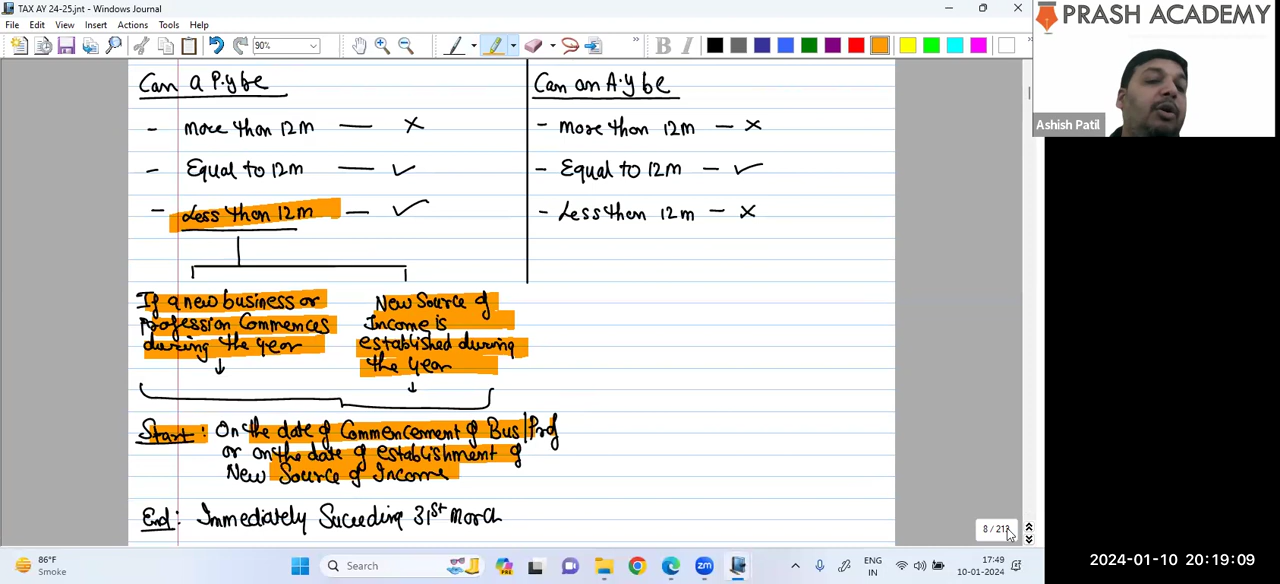 TAX AY 24-25.jnt - Windows Journal
File Edit View Insert Actions Tools Help
90%
PRASH ACADEMY
Ashish Patil
Can a P.Y be
- More than 12M — ✗
- Equal to 12M — ✓
- Less than 12M — ✓
Can an A.Y be
- More than 12M — ✗
- Equal to 12M — ✓
- Less then 12M — ✗
If a new business or
Profession Commences
during the year
New Source of
Income is
established during
the year
Start: On the date of Commencement of Bus/Prof
or on the date of establishment of
New Source of Income
End: Immediately Suceeding 31st March
8 / 213
86°F
Smoke
Search
ENG
IN
17:49
10-01-2024
2024-01-10 20:19:09